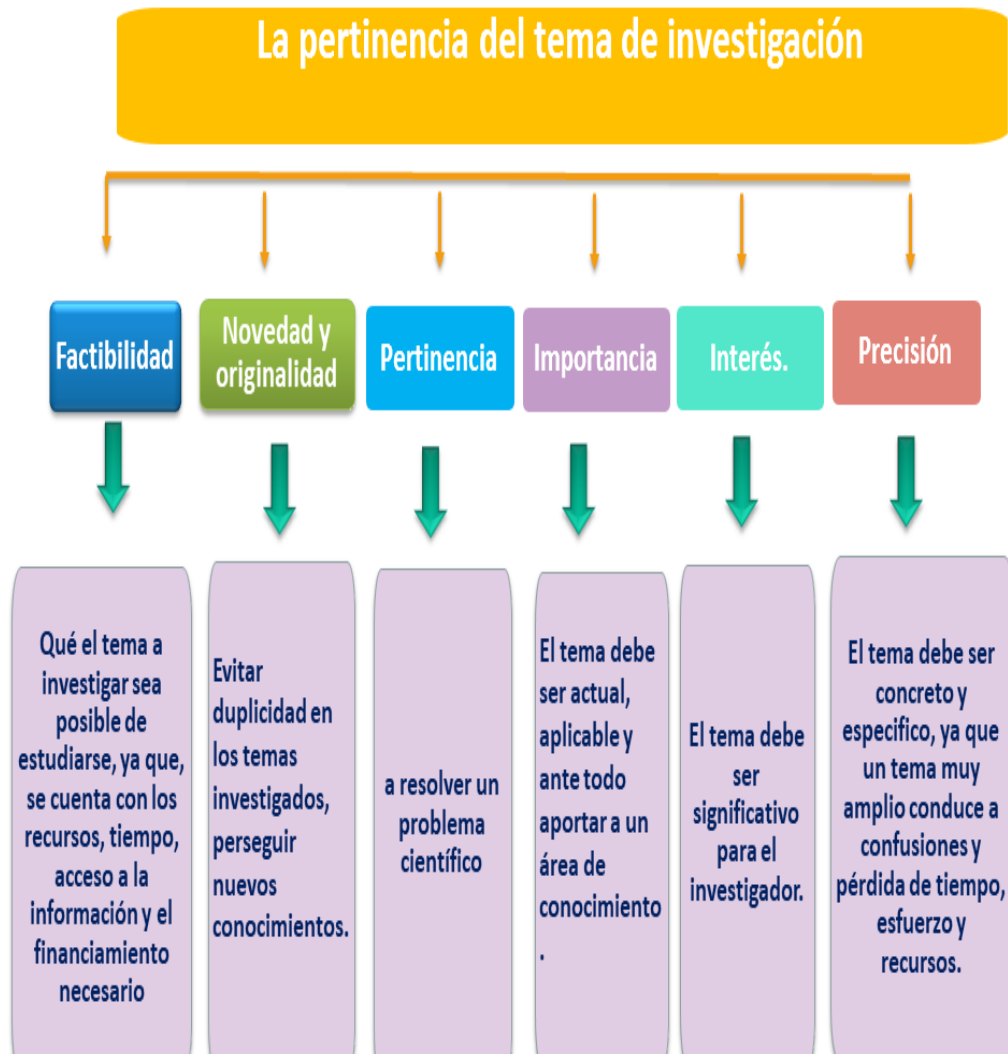 La pertinencia del tema de investigación
Factibilidad
Novedad y
originalidad
Pertinencia
Importancia
Interés.
Precisión
Qué el tema a
investigar sea
posible de
estudiarse, ya que,
se cuenta con los
recursos, tiempo,
acceso a la
información y el
financiamiento
necesario
Evitar
duplicidad en
los temas
investigados,
perseguir
nuevos
conocimientos.
a resolver un
problema
científico
El tema debe
ser actual,
aplicable y
ante todo
aportar a un
área de
conocimiento
.
El tema debe
ser
significativo
para el
investigador.
El tema debe ser
concreto y
especifico, ya que
un tema muy
amplio conduce a
confusiones y
pérdida de tiempo,
esfuerzo y
recursos.